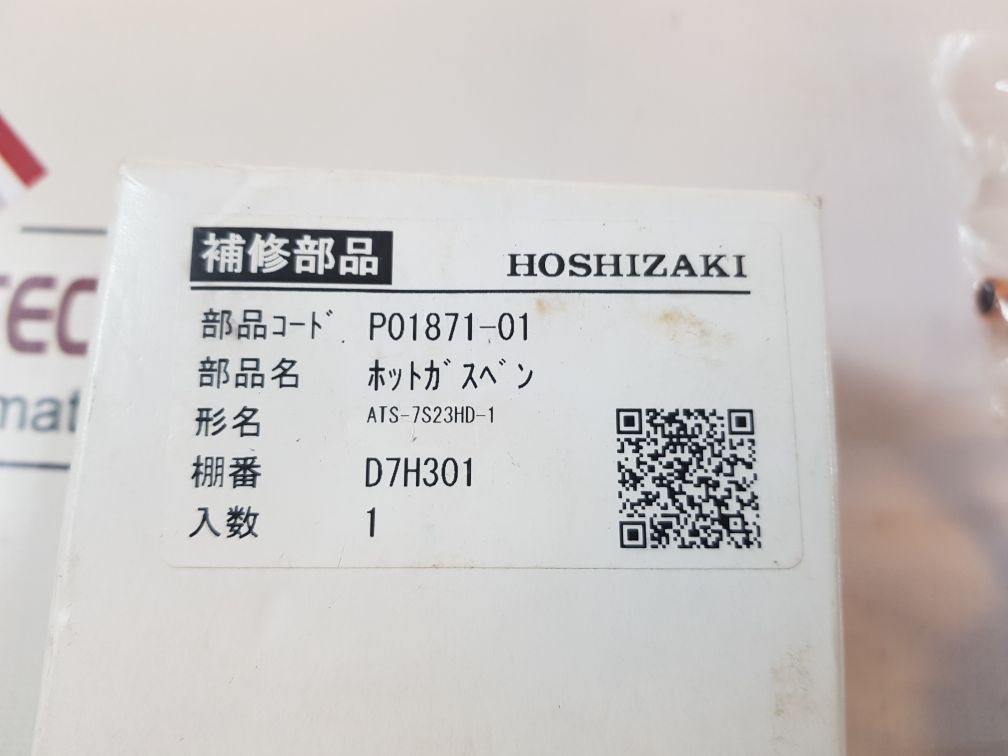 補修部品 HOSHIZAKI
部品ｺｰﾄﾞ P01871-01
部品名 ﾎｯﾄｶﾞｽﾍﾞﾝ
形名 ATS-7S23HD-1
棚番 D7H301
入数 1
TEC
mat